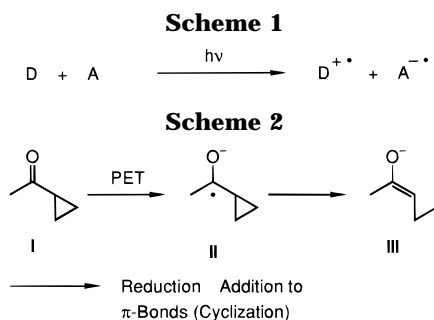 Scheme 1
hν
D + A D+• + A−•
Scheme 2
O O− O−
PET •
I II III
Reduction Addition to
π-Bonds (Cyclization)